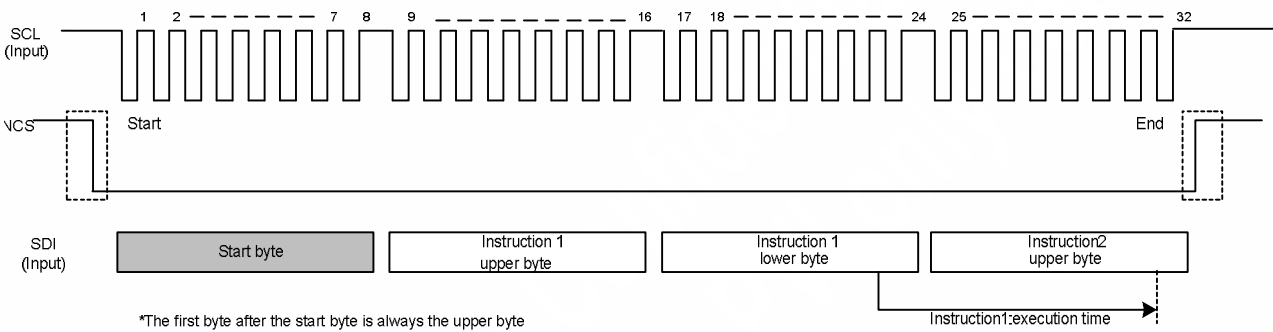 1 2 7 8 9 16 17 18 24 25 32
SCL
(Input)
NCS
Start
End
SDI
(Input)
Start byte
Instruction 1
upper byte
Instruction 1
lower byte
Instruction2
upper byte
Instruction1:execution time
*The first byte after the start byte is always the upper byte